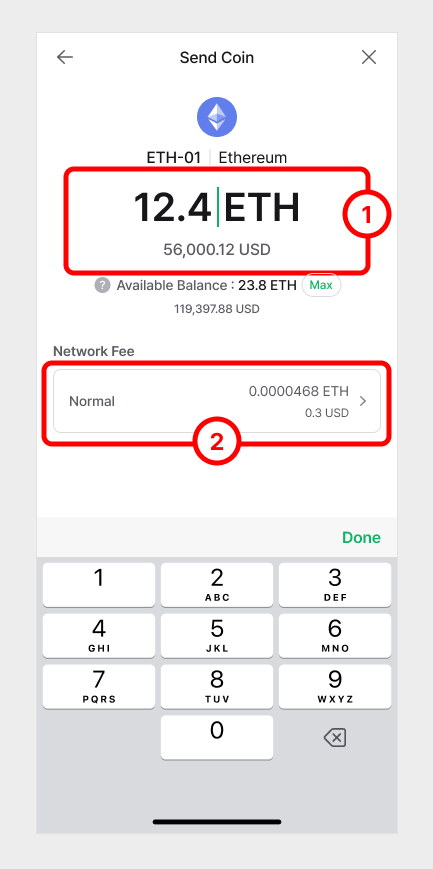 Send Coin
ETH-01 Ethereum
12.4 ETH
1
56,000.12 USD
? Available Balance : 23.8 ETH Max
119,397.88 USD
Network Fee
Normal 0.0000468 ETH
0.3 USD
2
Done
1 2 3
ABC DEF
4 5 6
GHI JKL MNO
7 8 9
PQRS TUV WXYZ
0